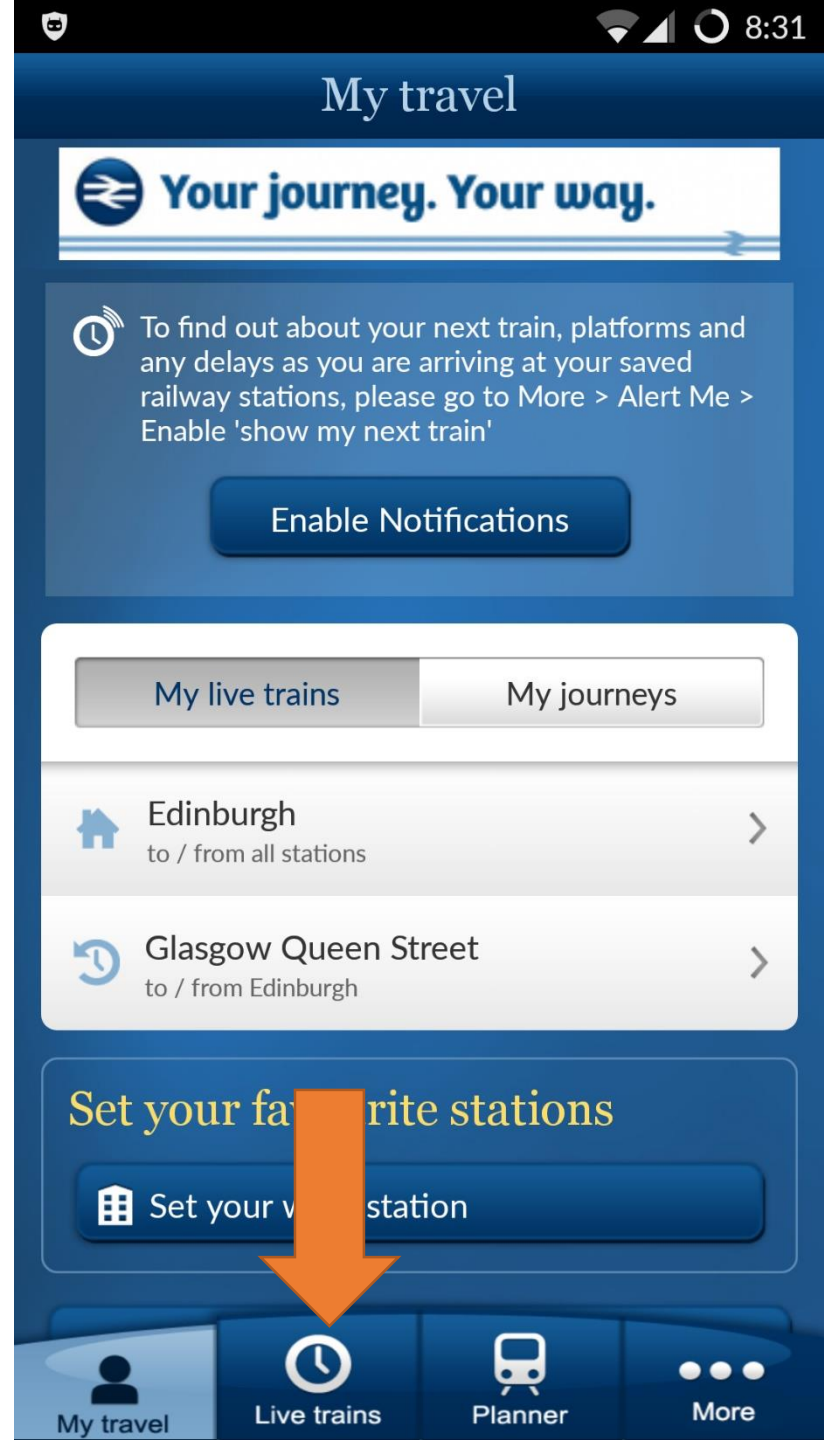 8:31
My travel
Your journey. Your way.
To find out about your next train, platforms and
any delays as you are arriving at your saved
railway stations, please go to More > Alert Me >
Enable 'show my next train'
Enable Notifications
My live trains My journeys
Edinburgh
to / from all stations
Glasgow Queen Street
to / from Edinburgh
Set your stations
Set your station
My travel Live trains Planner More